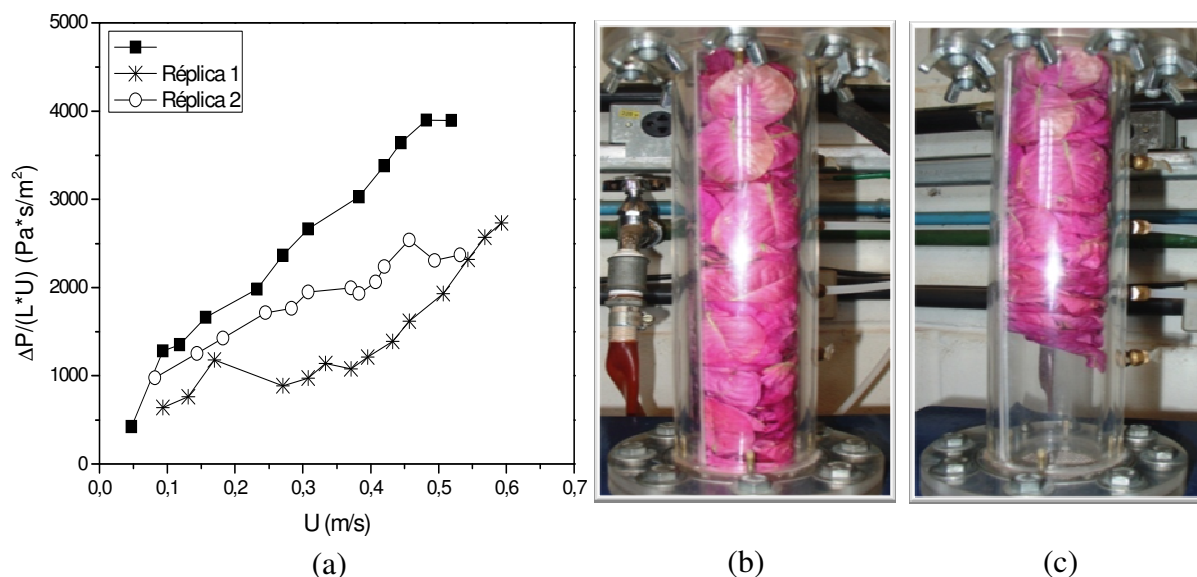 5000
4000
3000
2000
1000
0
ΔP/(L*U) (Pa*s/m²)
Réplica 1
Réplica 2
0,0 0,1 0,2 0,3 0,4 0,5 0,6 0,7
U (m/s)
(a) (b) (c)